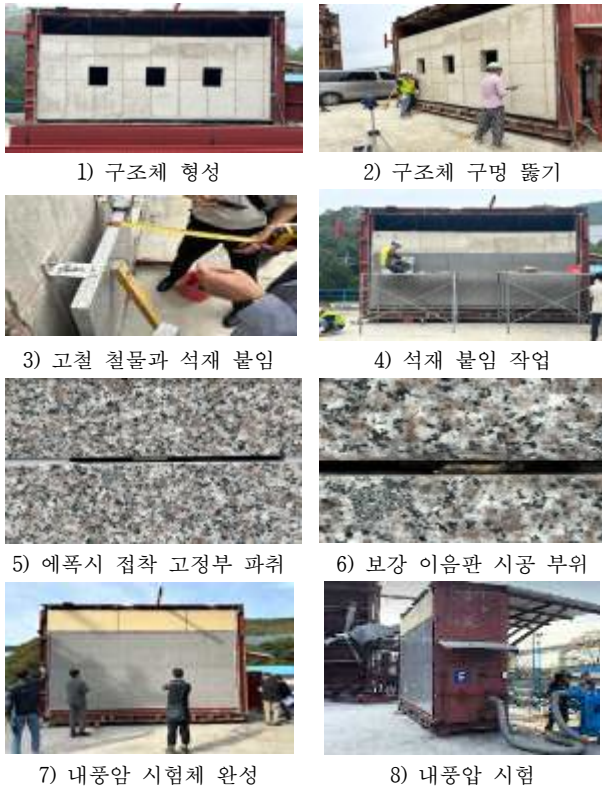 1) 구조체 형성
2) 구조체 구멍 뚫기
3) 고철 철물과 석재 붙임
4) 석재 붙임 작업
5) 에폭시 접착 고정부 파취
6) 보강 이음판 시공 부위
F
7) 내풍암 시험체 완성
8) 내풍압 시험